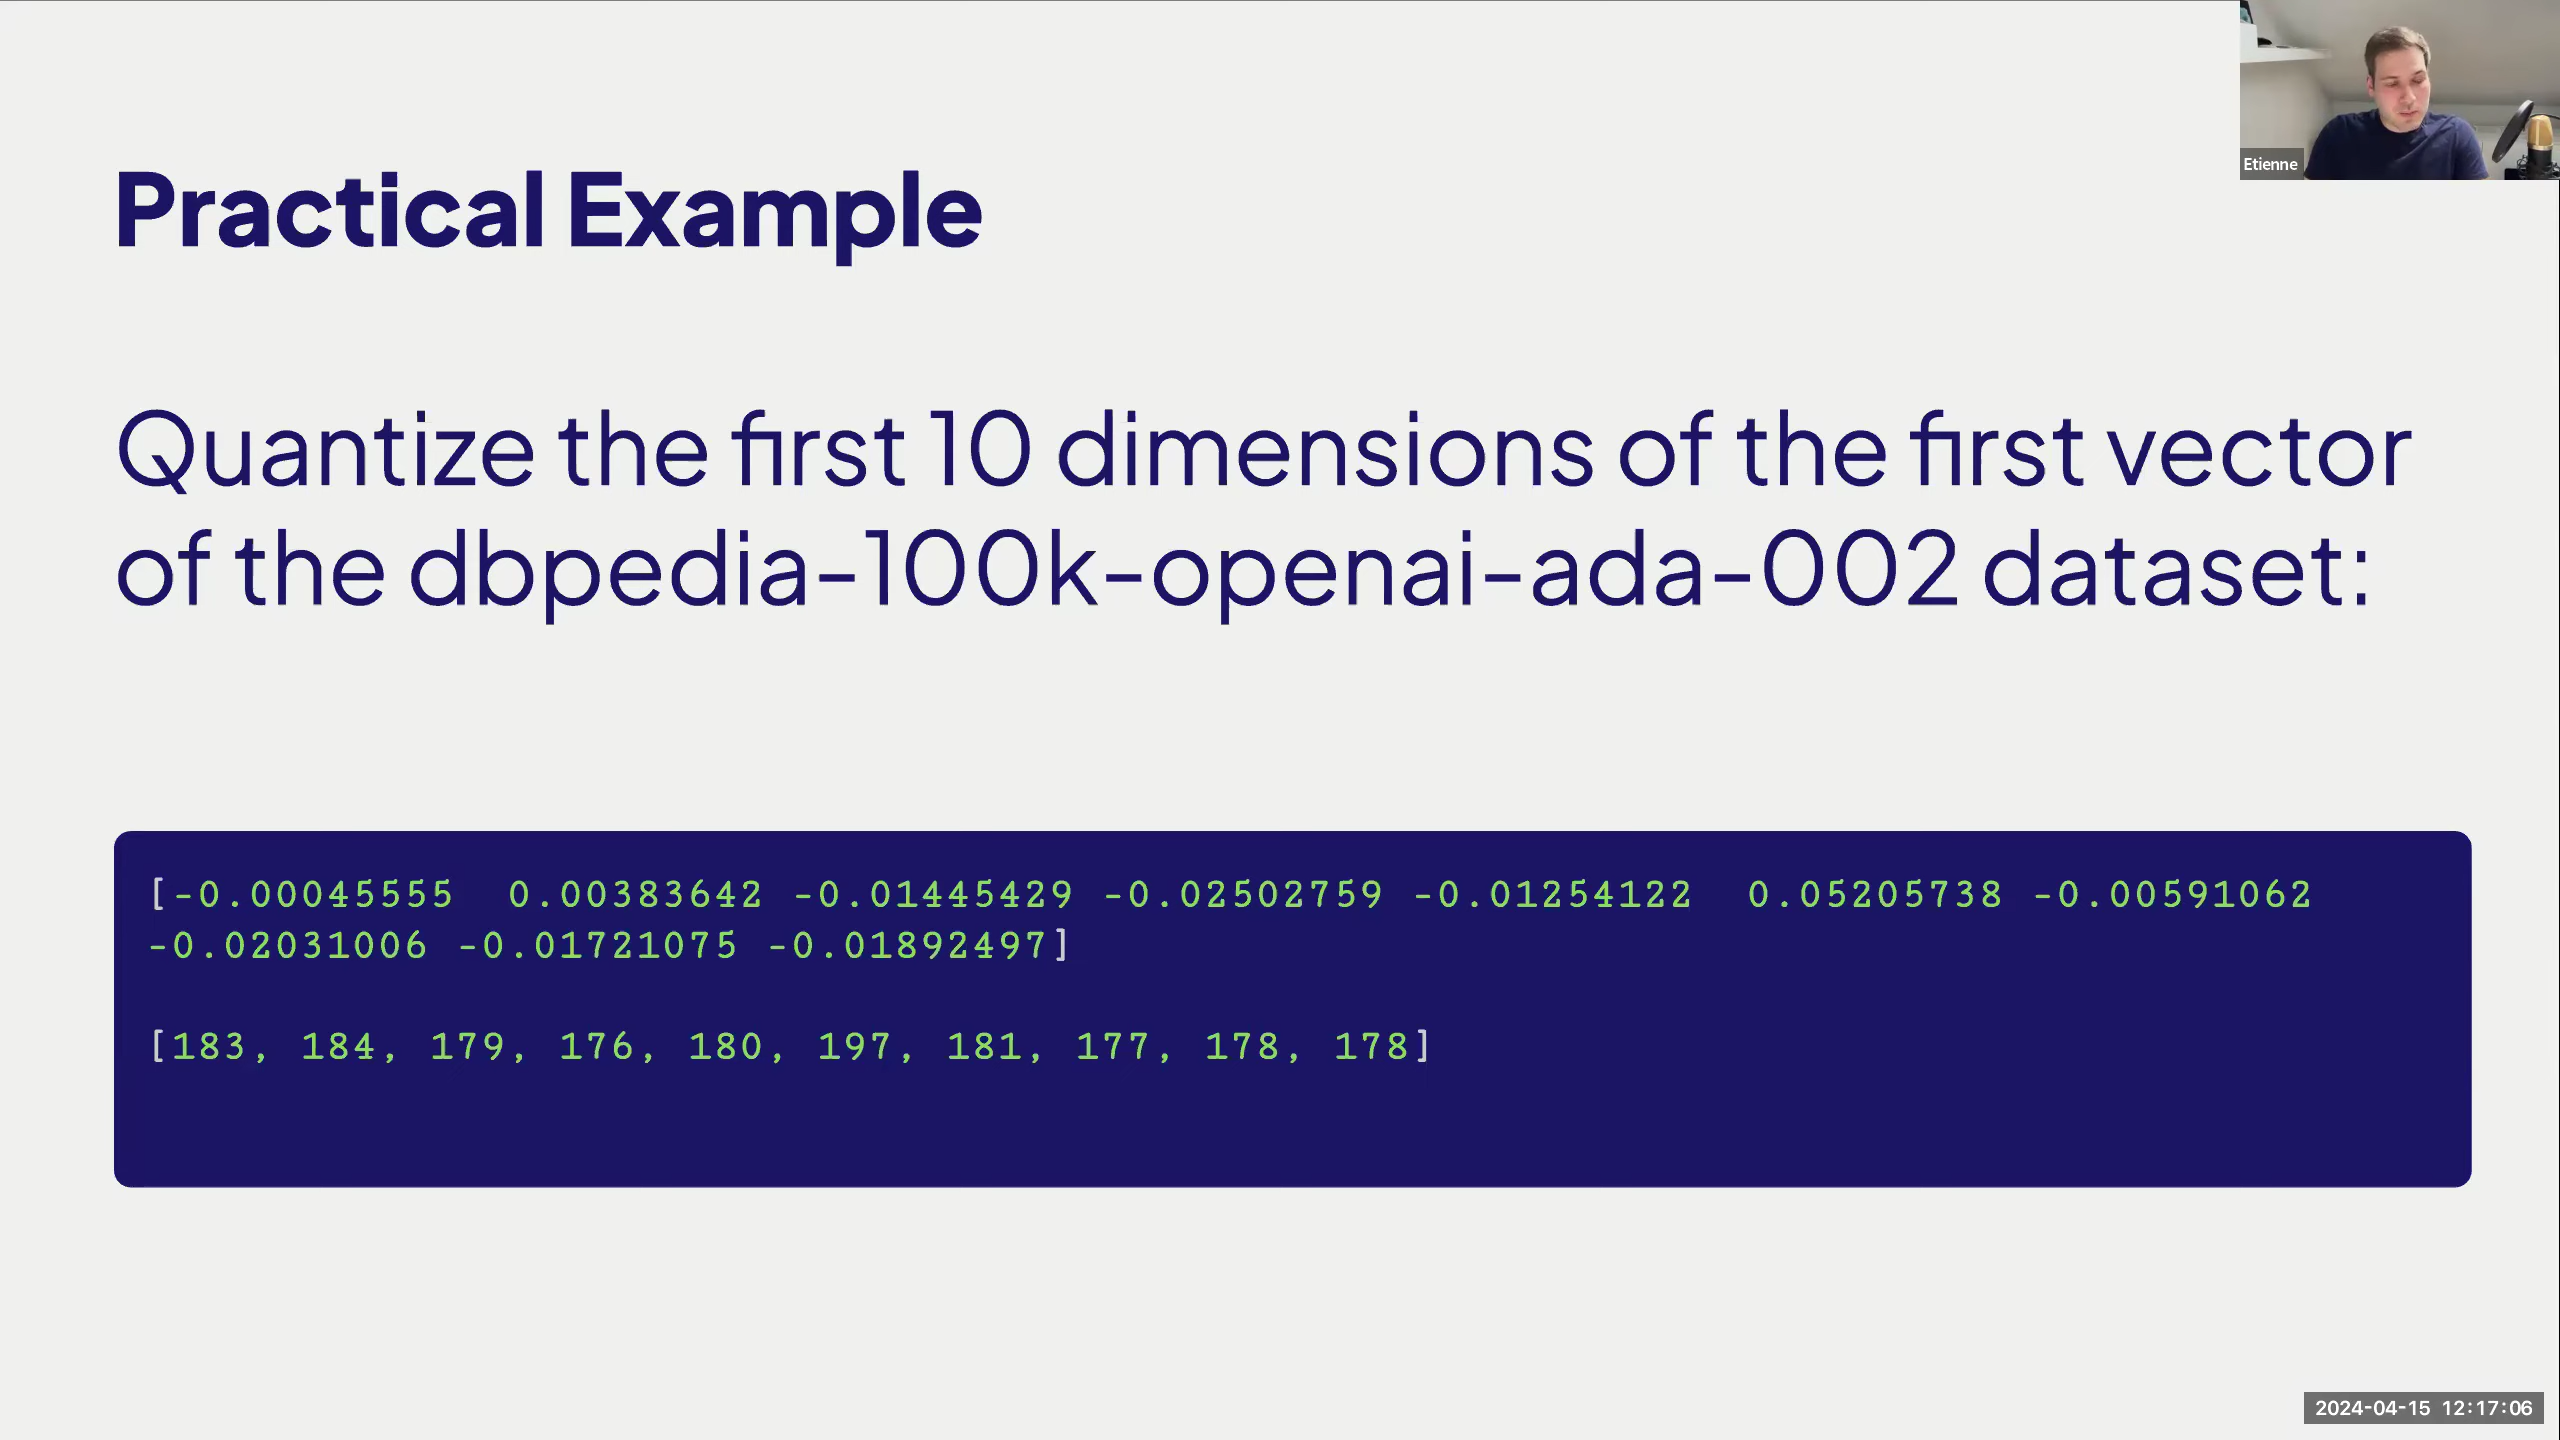 Etienne
Practical Example
Quantize the first 10 dimensions of the first vector
of the dbpedia-100k-openai-ada-002 dataset:
[-0.00045555  0.00383642 -0.01445429 -0.02502759 -0.01254122  0.05205738 -0.00591062
-0.02031006 -0.01721075 -0.01892497]
[183, 184, 179, 176, 180, 197, 181, 177, 178, 178]
2024-04-15 12:17:06